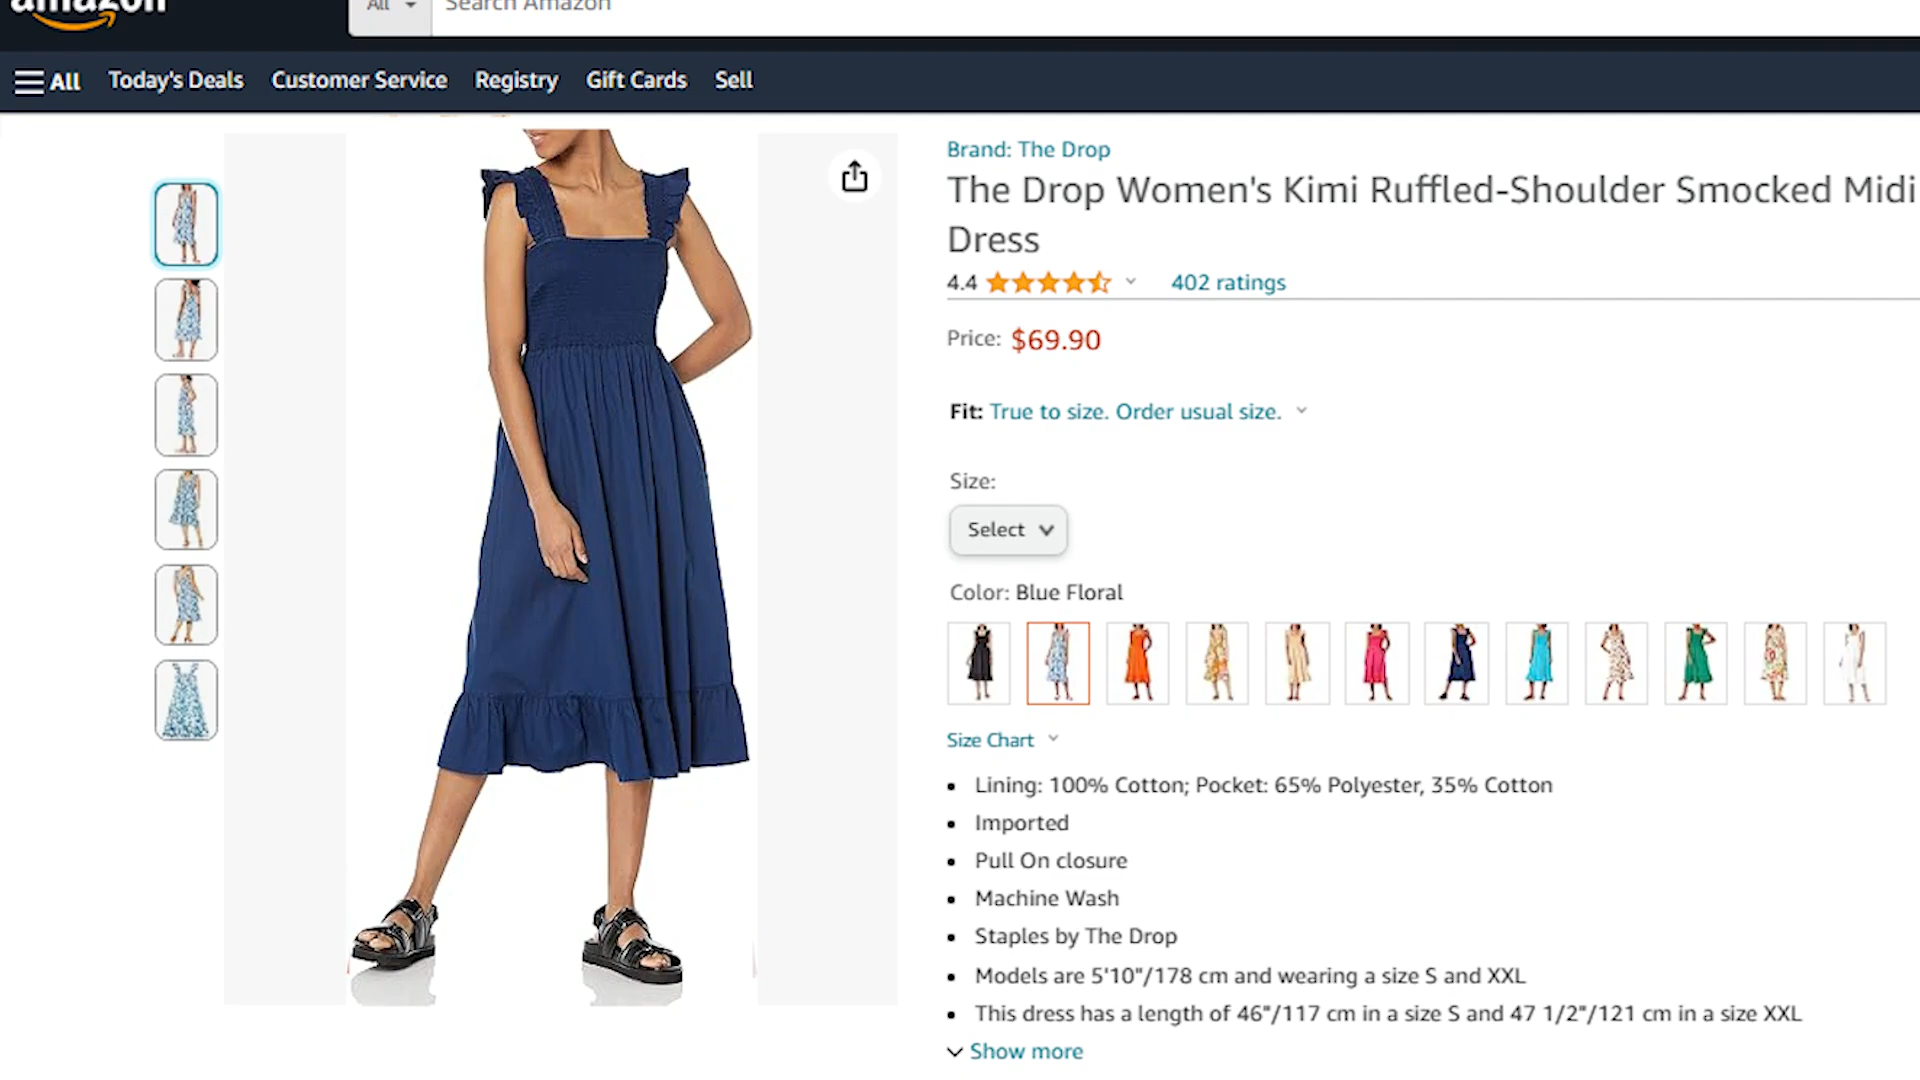 amazon
All
Search Amazon
All Today's Deals Customer Service Registry Gift Cards Sell
Brand: The Drop
The Drop Women's Kimi Ruffled-Shoulder Smocked Midi
Dress
4.4 402 ratings
Price: $69.90
Fit: True to size. Order usual size.
Size:
Select
Color: Blue Floral
Size Chart
Lining: 100% Cotton; Pocket: 65% Polyester, 35% Cotton
Imported
Pull On closure
Machine Wash
Staples by The Drop
Models are 5'10"/178 cm and wearing a size S and XXL
This dress has a length of 46"/117 cm in a size S and 47 1/2"/121 cm in a size XXL
Show more